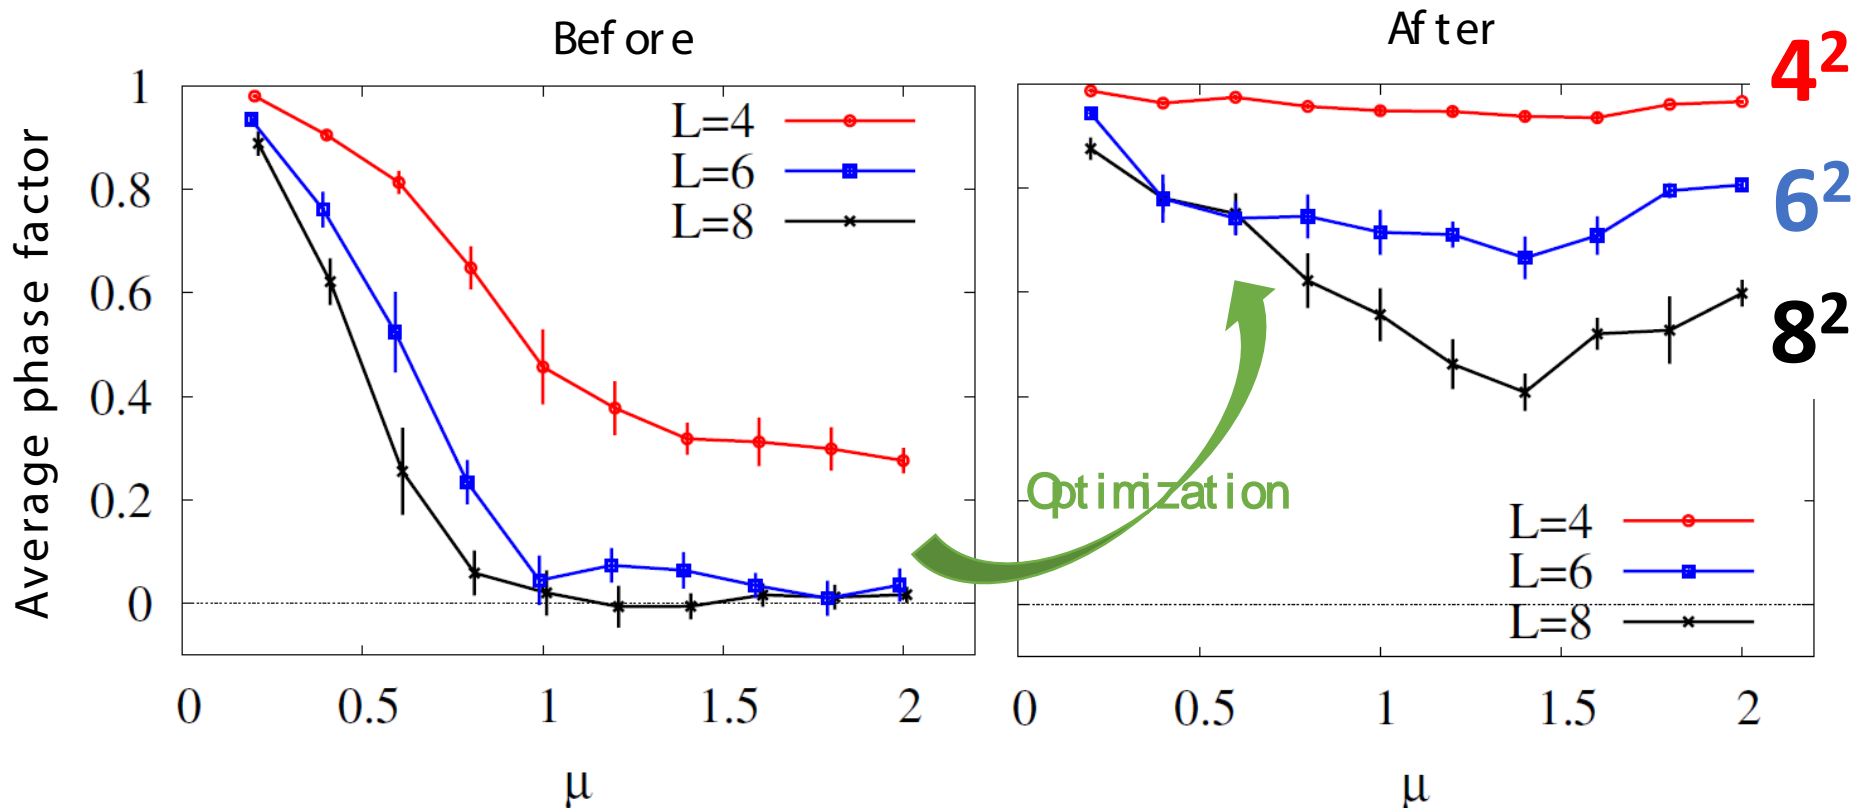 Before
After
4²
6²
8²
Average phase factor
1
0.8
0.6
0.4
0.2
0
L=4
L=6
L=8
0 0.5 1 1.5 2
μ
Optimization
L=4
L=6
L=8
0 0.5 1 1.5 2
μ